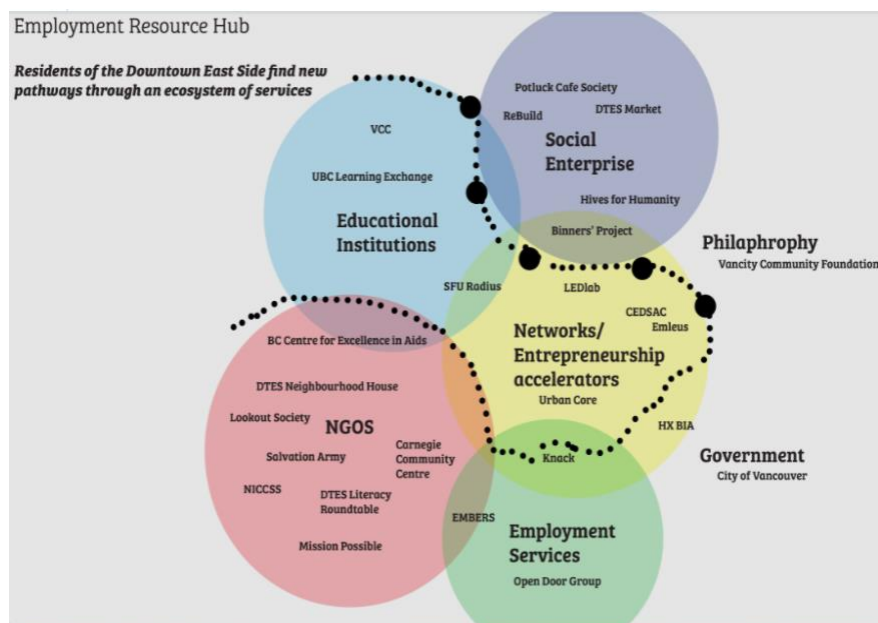 Employment Resource Hub
Residents of the Downtown East Side find new
pathways through an ecosystem of services
Potluck Cafe Society
ReBuild
DTES Market
Social
Enterprise
Hives for Humanity
Binners' Project
VCC
UBC Learning Exchange
Educational
Institutions
SFU Radius
Philaphrophy
Vancity Community Foundation
LEDlab
CEDSAC
Emleus
Networks/
Entrepreneurship
accelerators
Urban Core
HX BIA
BC Centre for Excellence in Aids
DTES Neighbourhood House
Lookout Society
NGOS
Salvation Army
Carnegie
Community
Centre
NICCSS
DTES Literacy
Roundtable
Mission Possible
EMBERS
Knack
Government
City of Vancouver
Employment
Services
Open Door Group